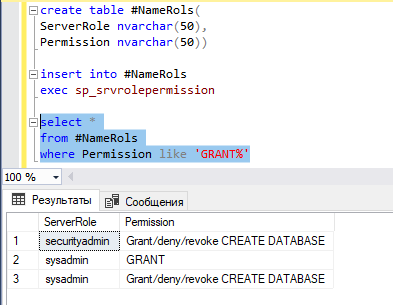 create table #NameRols(
ServerRole nvarchar(50),
Permission nvarchar(50))
insert into #NameRols
exec sp_srvrolepermission
select *
from #NameRols
where Permission like 'GRANT%'
100 %
Результаты Сообщения
ServerRole Permission
1 securityadmin Grant/deny/revoke CREATE DATABASE
2 sysadmin GRANT
3 sysadmin Grant/deny/revoke CREATE DATABASE